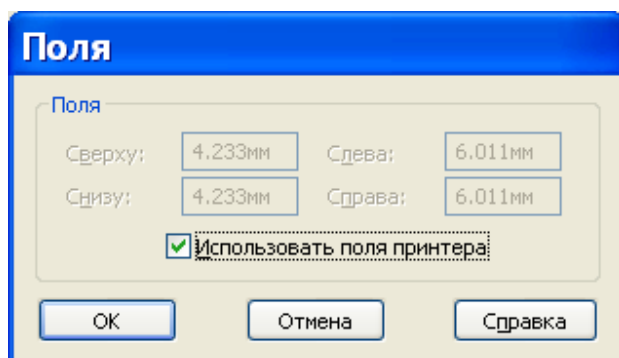 Поля
Поля
Сверху: 4.233мм Слева: 6.011мм
Снизу: 4.233мм Справа: 6.011мм
Использовать поля принтера
ОК Отмена Справка